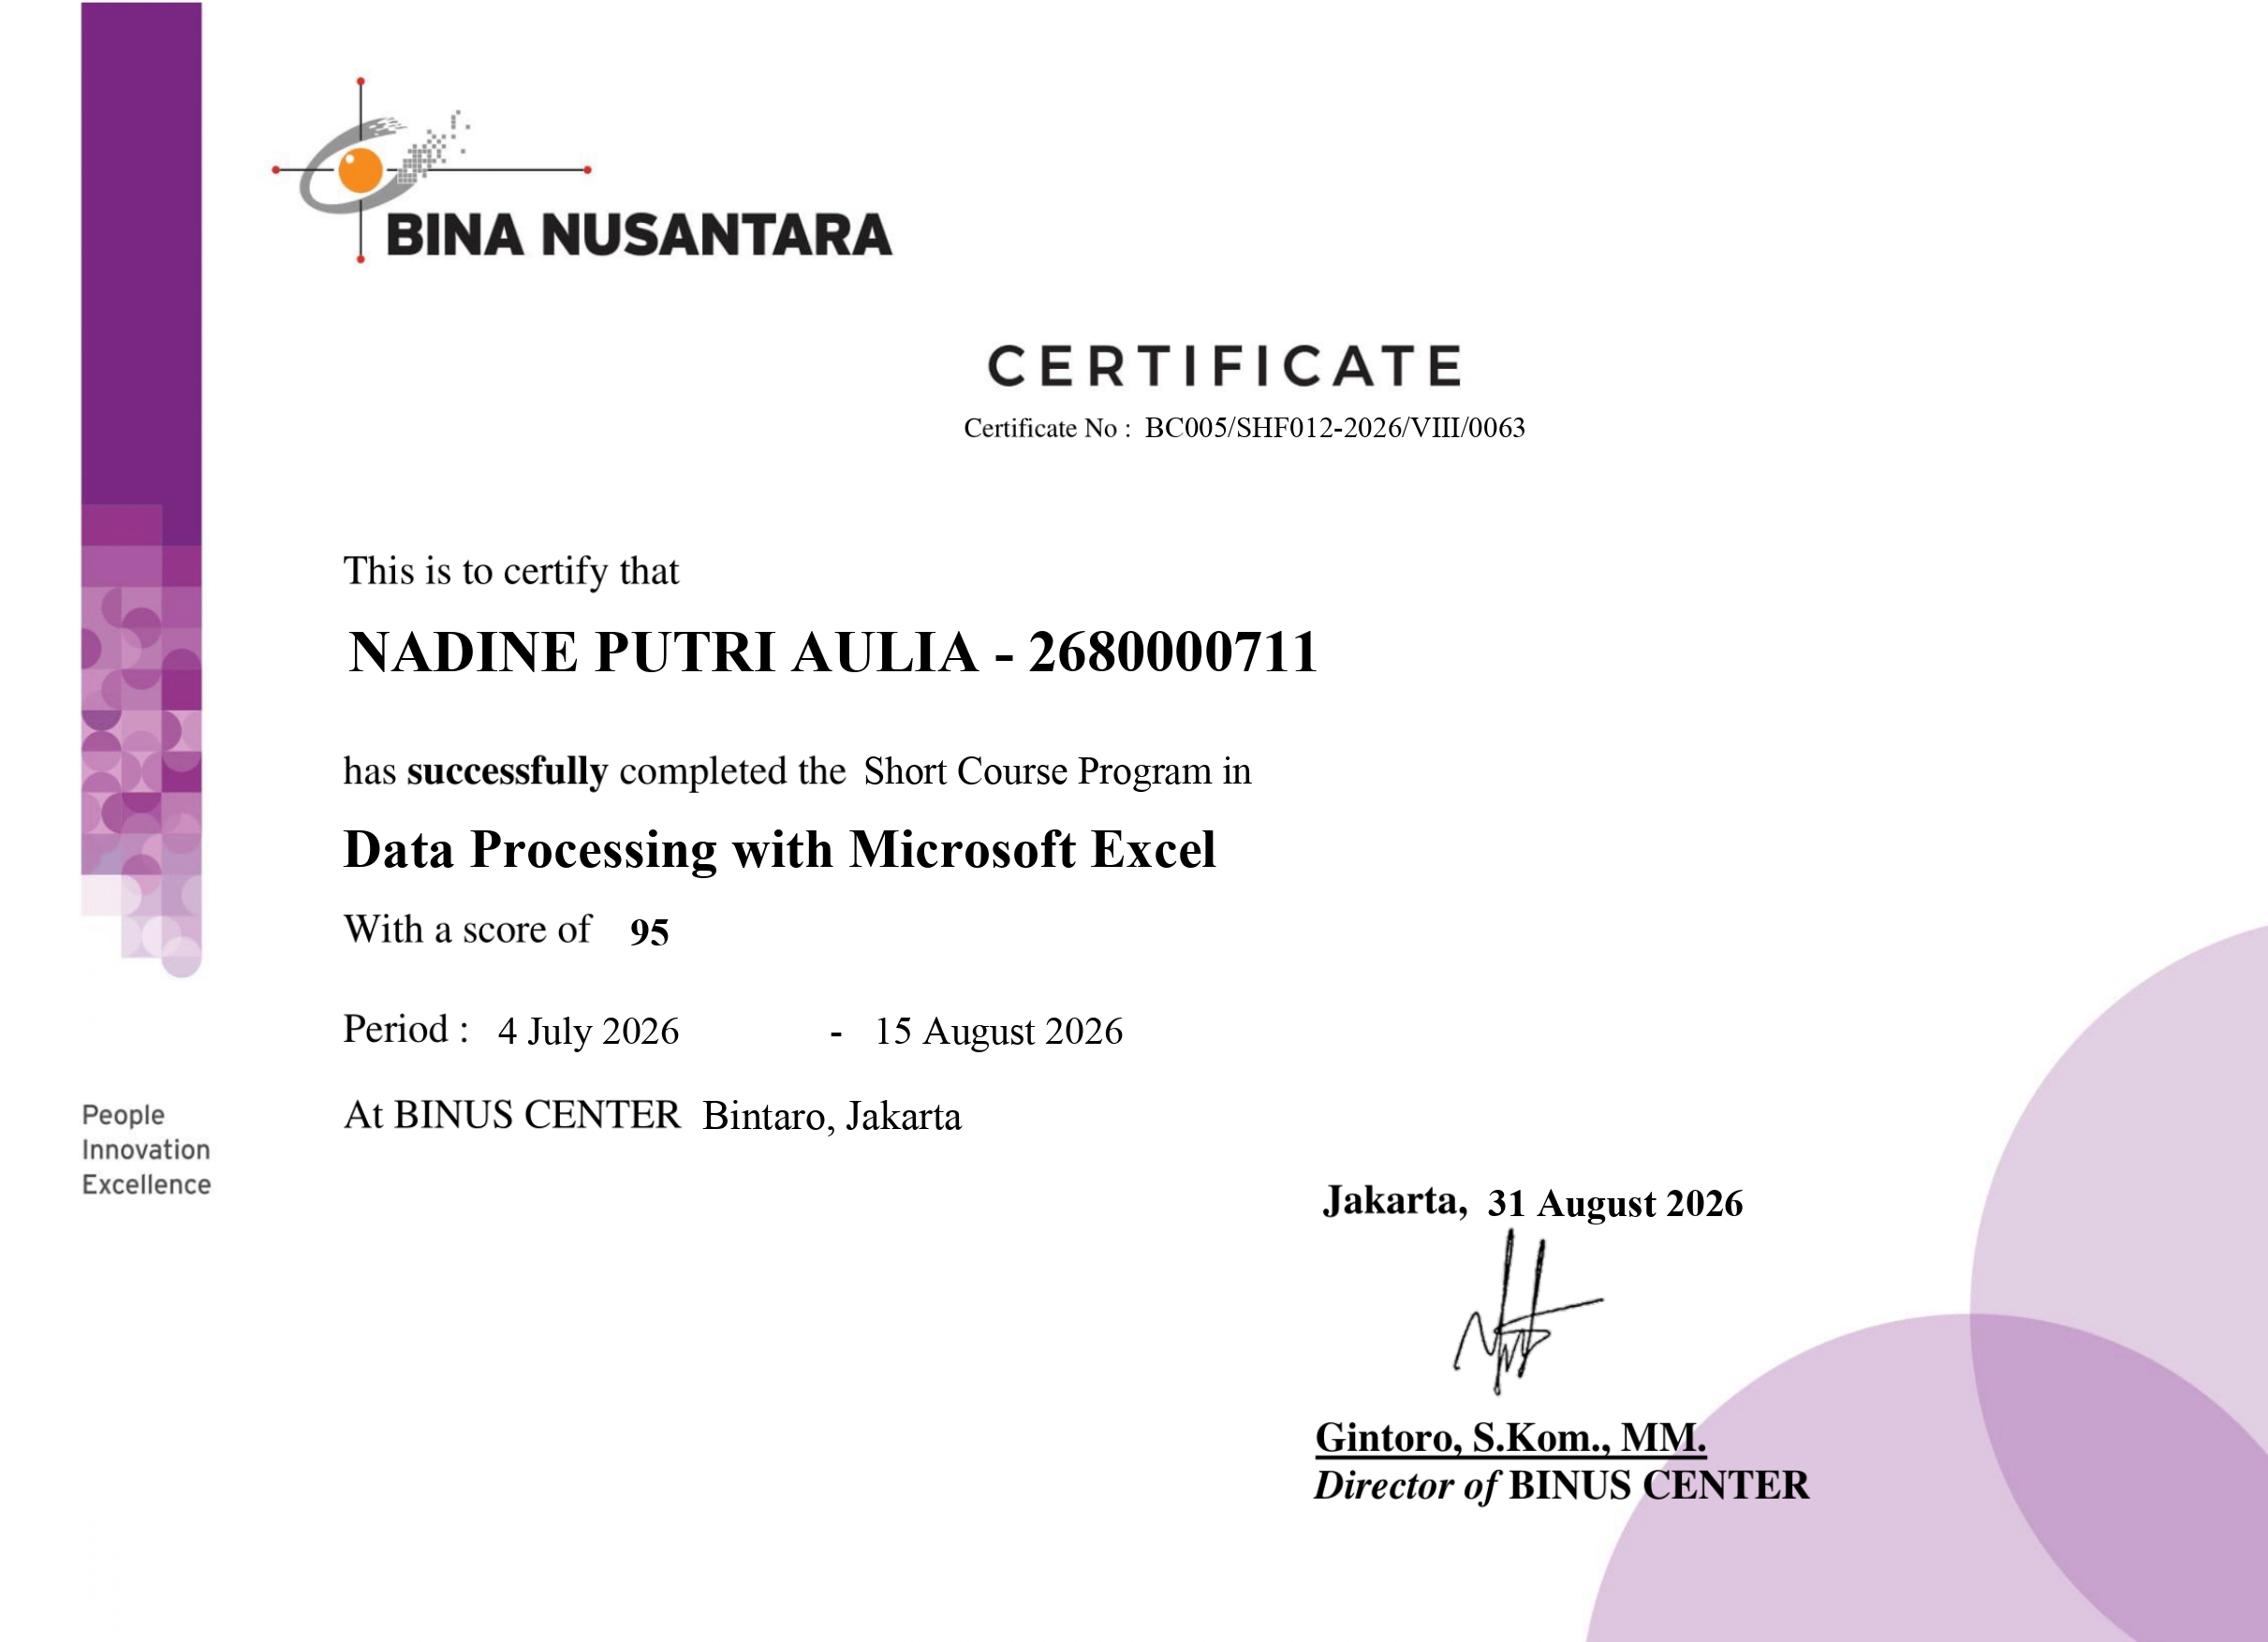 BINA NUSANTARA
CERTIFICATE
Certificate No : BC005/SHF012-2026/VIII/0063
This is to certify that
NADINE PUTRI AULIA - 2680000711
has successfully completed the Short Course Program in
Data Processing with Microsoft Excel
With a score of 95
Period : 4 July 2026 - 15 August 2026
At BINUS CENTER Bintaro, Jakarta
People
Innovation
Excellence
Jakarta, 31 August 2026
Gintoro, S.Kom., MM.
Director of BINUS CENTER